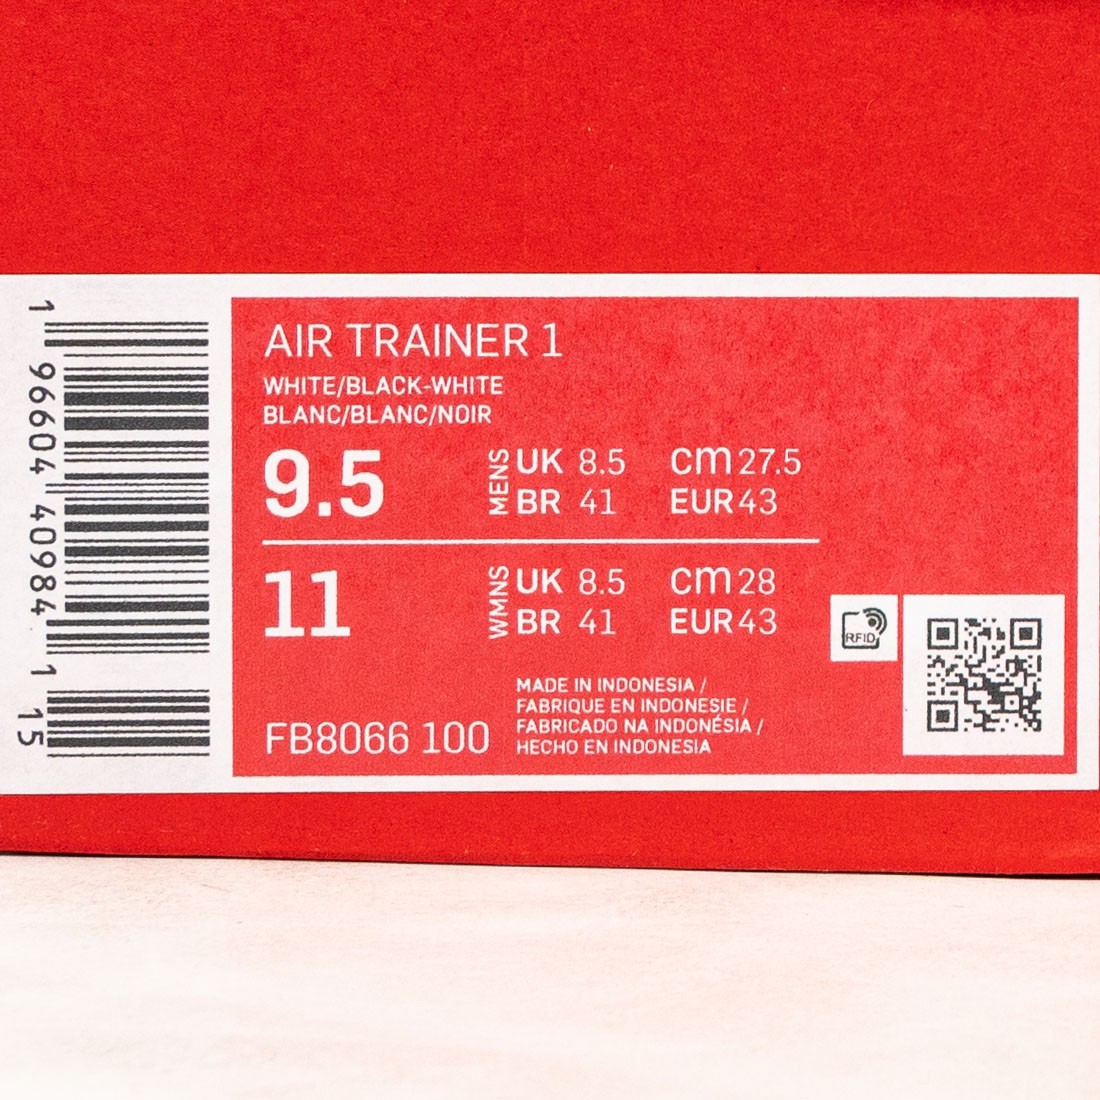 AIR TRAINER 1
WHITE/BLACK-WHITE
BLANC/BLANC/NOIR
9.5 MENS UK 8.5 cm 27.5
BR 41 EUR 43
11 WMNS UK 8.5 cm 28
BR 41 EUR 43
MADE IN INDONESIA /
FABRIQUE EN INDONESIE /
FABRICADO NA INDONÉSIA /
HECHO EN INDONESIA
FB8066 100
RFID
1 96604 40984 1 15